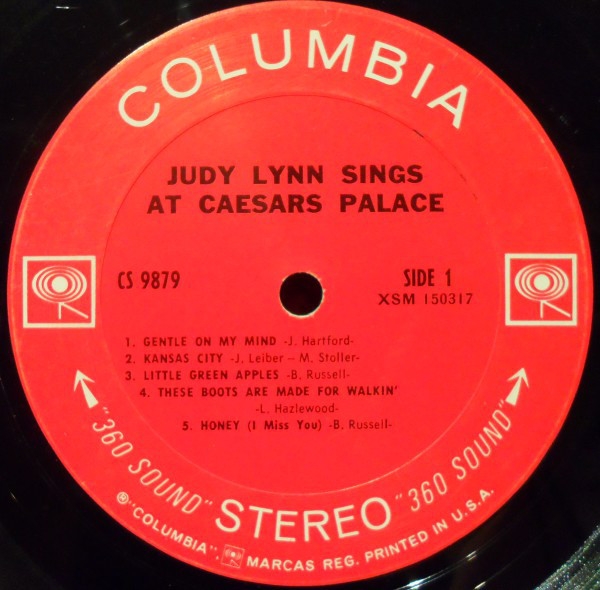 COLUMBIA
JUDY LYNN SINGS
AT CAESARS PALACE
CS 9879
SIDE 1
XSM 150317
1. GENTLE ON MY MIND -J. Hartford-
2. KANSAS CITY -J. Leiber – M. Stoller-
3. LITTLE GREEN APPLES -B. Russell-
4. THESE BOOTS ARE MADE FOR WALKIN'
-L. Hazlewood-
5. HONEY (I Miss You) -B. Russell-
"360 SOUND" STEREO "360 SOUND"
℗"COLUMBIA", MARCAS REG. PRINTED IN U.S.A.